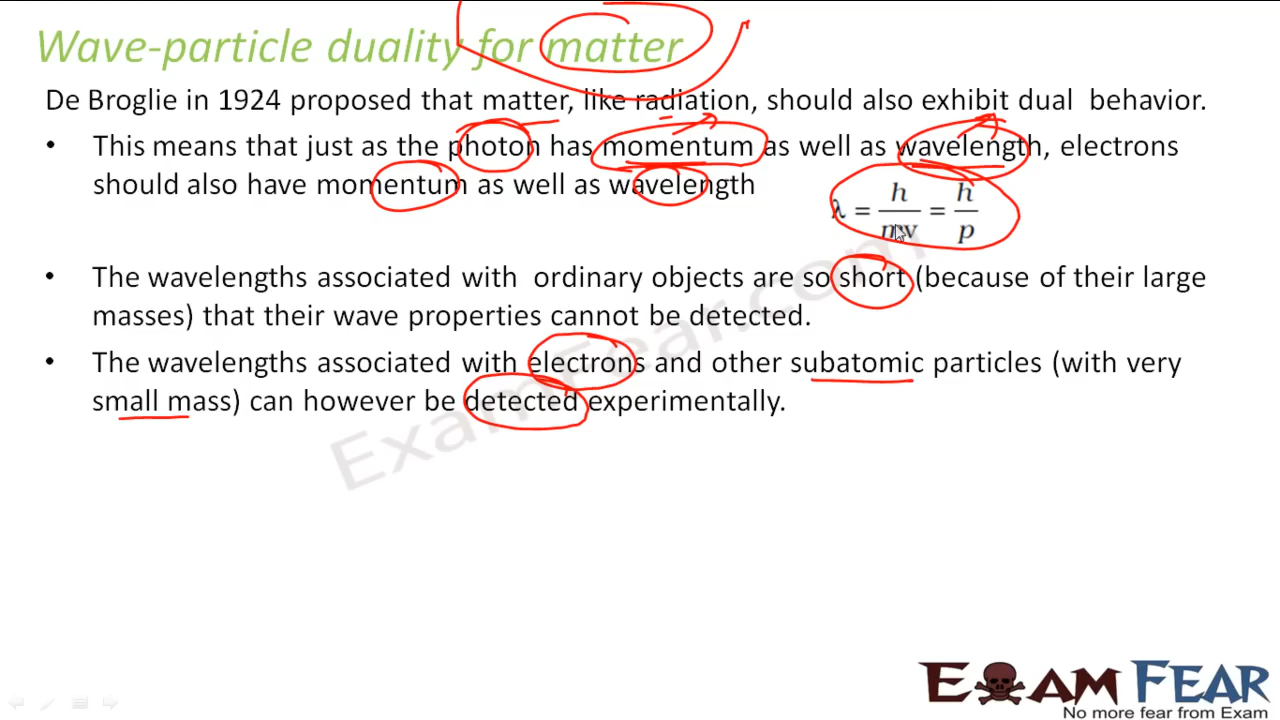 Wave-particle duality for matter
De Broglie in 1924 proposed that matter, like radiation, should also exhibit dual behavior.
• This means that just as the photon has momentum as well as wavelength, electrons
should also have momentum as well as wavelength
λ = h/mv = h/p
• The wavelengths associated with ordinary objects are so short (because of their large
masses) that their wave properties cannot be detected.
• The wavelengths associated with electrons and other subatomic particles (with very
small mass) can however be detected experimentally.
ExamFear.com
EXAM FEAR
No more fear from Exam